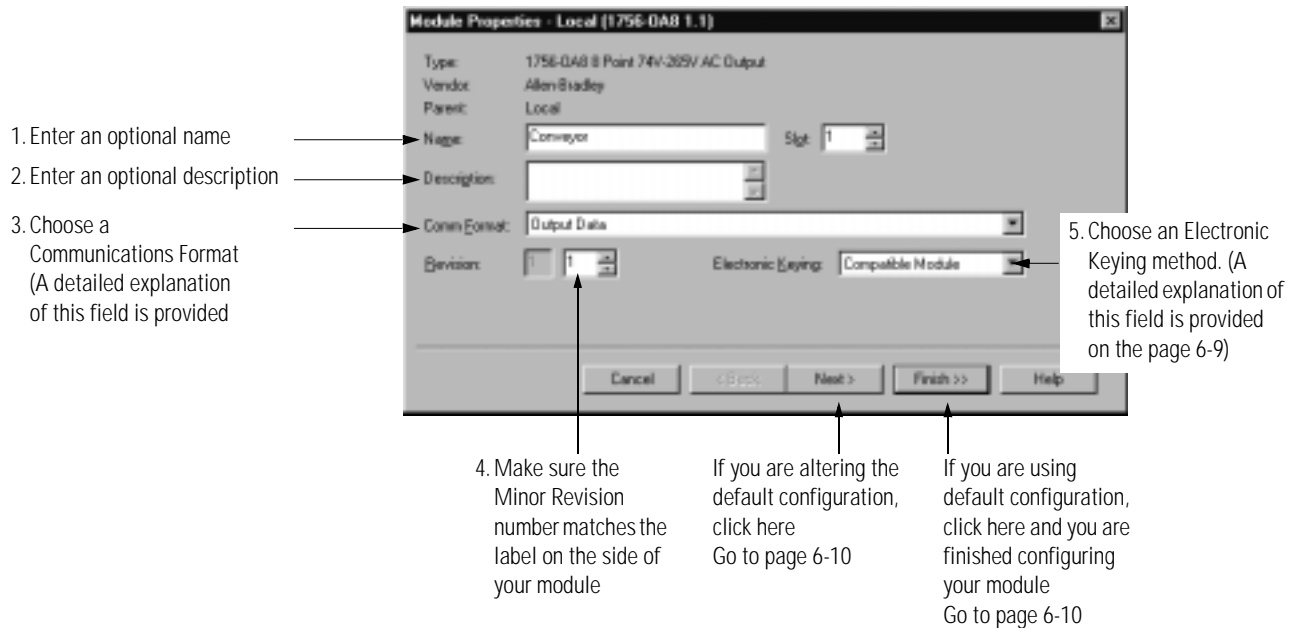 Module Properties - Local (1756-OA8 1.1)
Type: 1756-OA8 8 Point 74V-265V AC Output
Vendor: Allen-Bradley
Parent: Local
Name: Conveyor Slot: 1
Description:
Comm Format: Output Data
Revision: 1 1 Electronic Keying: Compatible Module
Cancel < Back Next > Finish >> Help
1. Enter an optional name
2. Enter an optional description
3. Choose a
Communications Format
(A detailed explanation
of this field is provided
5. Choose an Electronic
Keying method. (A
detailed explanation of
this field is provided
on the page 6-9)
4. Make sure the
Minor Revision
number matches the
label on the side of
your module
If you are altering the
default configuration,
click here
Go to page 6-10
If you are using
default configuration,
click here and you are
finished configuring
your module
Go to page 6-10